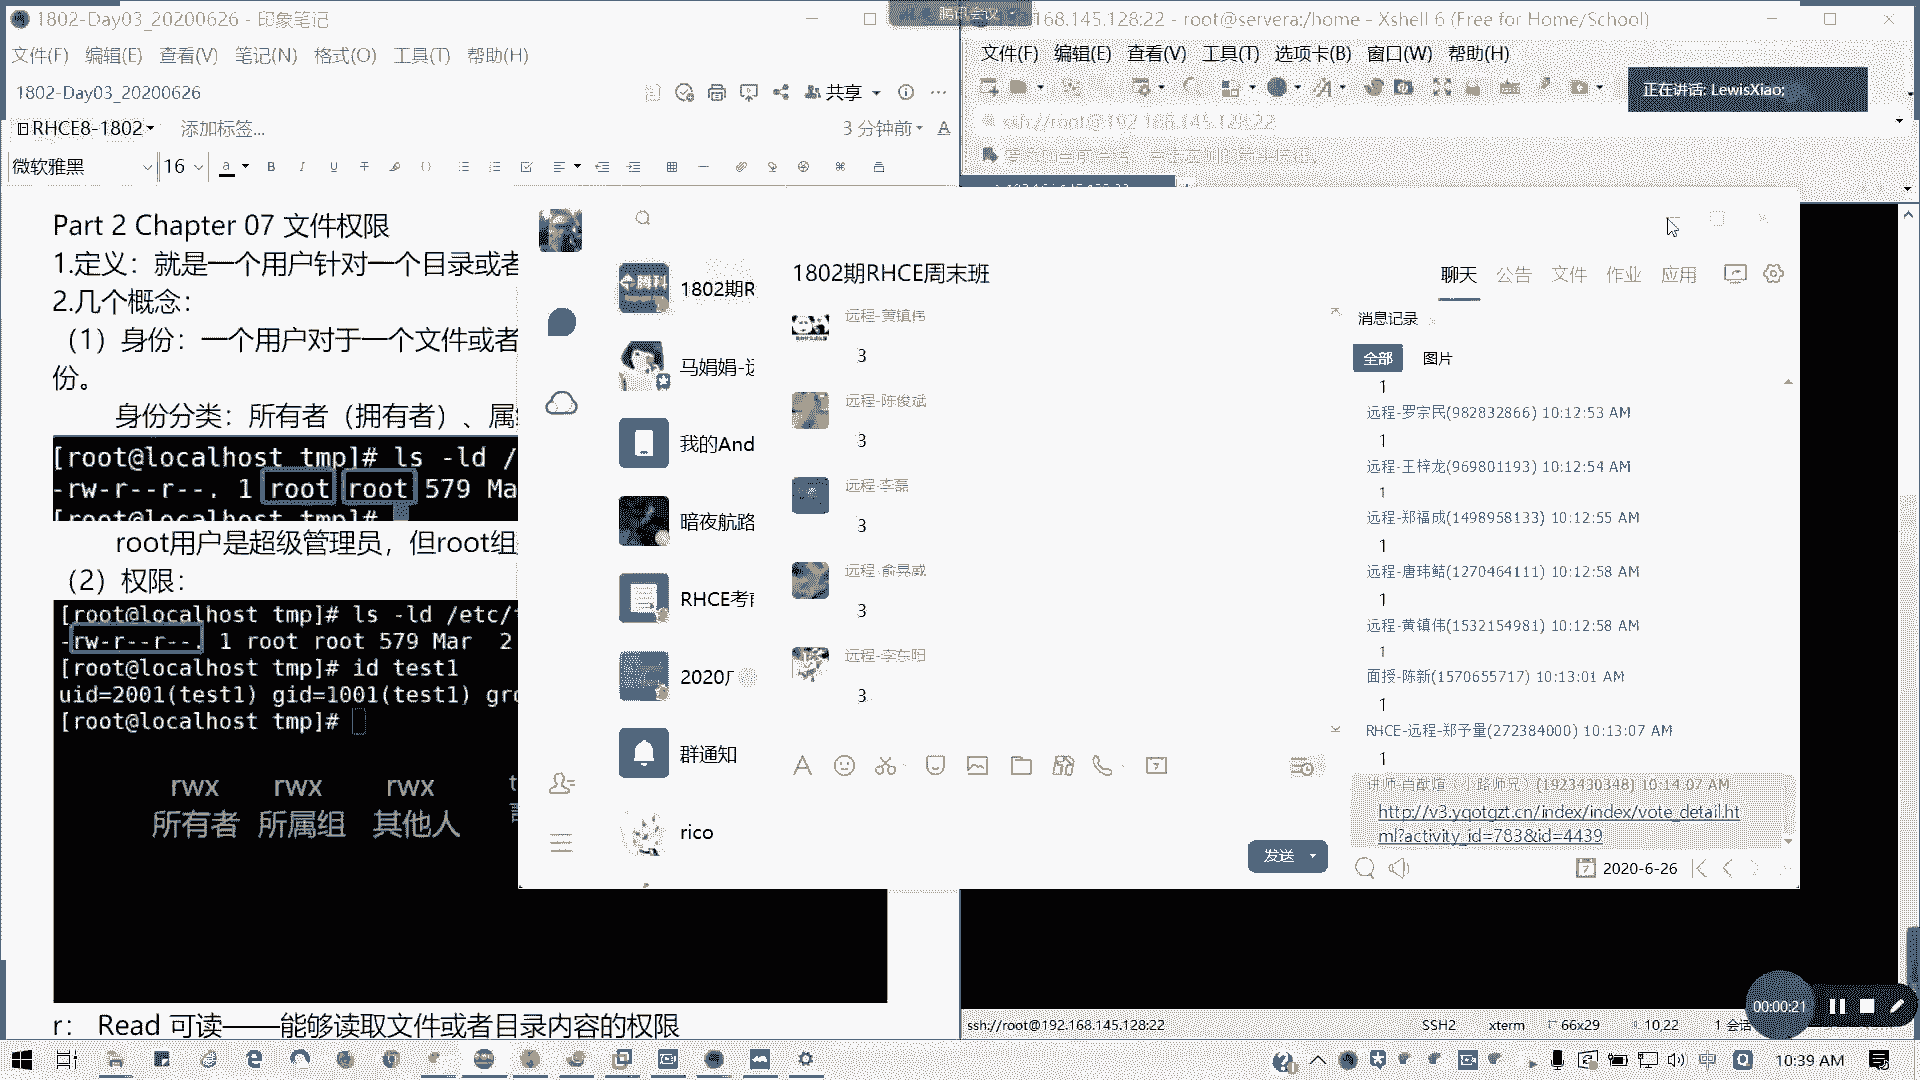 1802-Day03_20200626 - 印象笔记
文件(F) 编辑(E) 查看(V) 笔记(N) 格式(O) 工具(T) 帮助(H)
1802-Day03_20200626
共享
RHCE8-1802
添加标签...
3 分钟前
微软雅黑
16
Part 2 Chapter 07 文件权限
1.定义：就是一个用户针对一个目录或者
2.几个概念：
（1）身份：一个用户对于一个文件或者
份。
身份分类：所有者（拥有者）、属
[root@localhost tmp]# ls -ld /
-rw-r--r--. 1 root root 579 Ma
[root@localhost tmp]#
root用户是超级管理员，但root组
（2）权限：
[root@localhost tmp]# ls -ld /etc/
-rw-r--r--. 1 root root 579 Mar 2
[root@localhost tmp]# id test1
uid=2001(test1) gid=1001(test1) gr
[root@localhost tmp]#
rwx rwx rwx
所有者 所属组 其他人
r： Read 可读——能够读取文件或者目录内容的权限
腾讯会议
168.145.128:22 - root@servera:/home - Xshell 6 (Free for Home/School)
文件(F) 编辑(E) 查看(V) 工具(T) 选项卡(B) 窗口(W) 帮助(H)
正在讲话: LewisXiao;
ssh://root@192.168.145.128:22
1802期R
马娟娟-
我的And
暗夜航路
RHCE考
2020
群通知
rico
1802期RHCE周末班
聊天 公告 文件 作业 应用
远程-黄镇伟
3
远程-陈俊斌
3
远程-李磊
3
远程-俞晃威
3
远程-李东阳
3
发送
消息记录
全部 图片
1
远程-罗宗民(982832866) 10:12:53 AM
1
远程-王梓龙(969801193) 10:12:54 AM
1
远程-郑福成(1498958133) 10:12:55 AM
1
远程-唐玮鲒(1270464111) 10:12:58 AM
1
远程-黄镇伟(1532154981) 10:12:58 AM
1
面授-陈新(1570655717) 10:13:01 AM
1
RHCE-远程-郑予量(272384000) 10:13:07 AM
1
(1923430348) 10:14:07 AM
http://v3.yqotgzt.cn/index/index/vote_detail.ht
ml?activity_id=783&id=4439
2020-6-26
00:00:21
ssh://root@192.168.145.128:22
SSH2
xterm
66x29
10,22
1 会话
中
10:39 AM